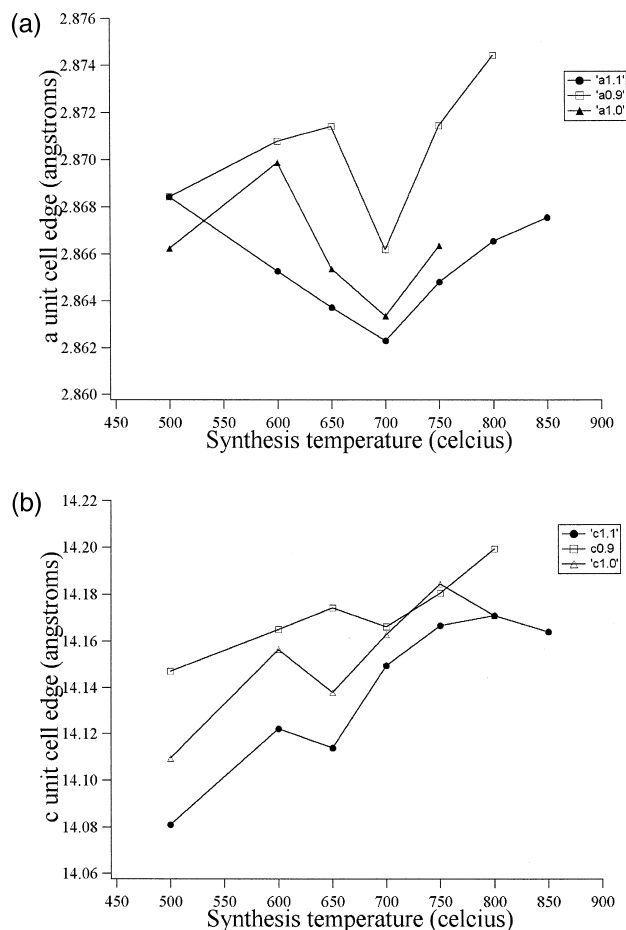 (a)
2.876
2.874
2.872
2.870
2.868
2.866
2.864
2.862
2.860
a unit cell edge (angstroms)
'a1.1'
'a0.9'
'a1.0'
450 500 550 600 650 700 750 800 850 900
Synthesis temperature (celcius)
(b)
14.22
14.20
14.18
14.16
14.14
14.12
14.10
14.08
14.06
c unit cell edge (angstroms)
'c1.1'
c0.9
'c1.0'
450 500 550 600 650 700 750 800 850 900
Synthesis temperature (celcius)